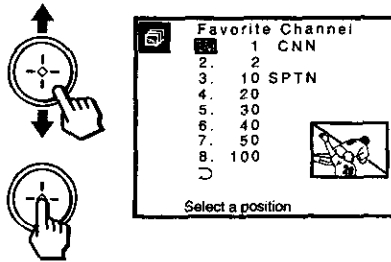 Favorite Channel
1 CNN
2. 2
3. 10 SPTN
4. 20
5. 30
6. 40
7. 50
8. 100
Select a position